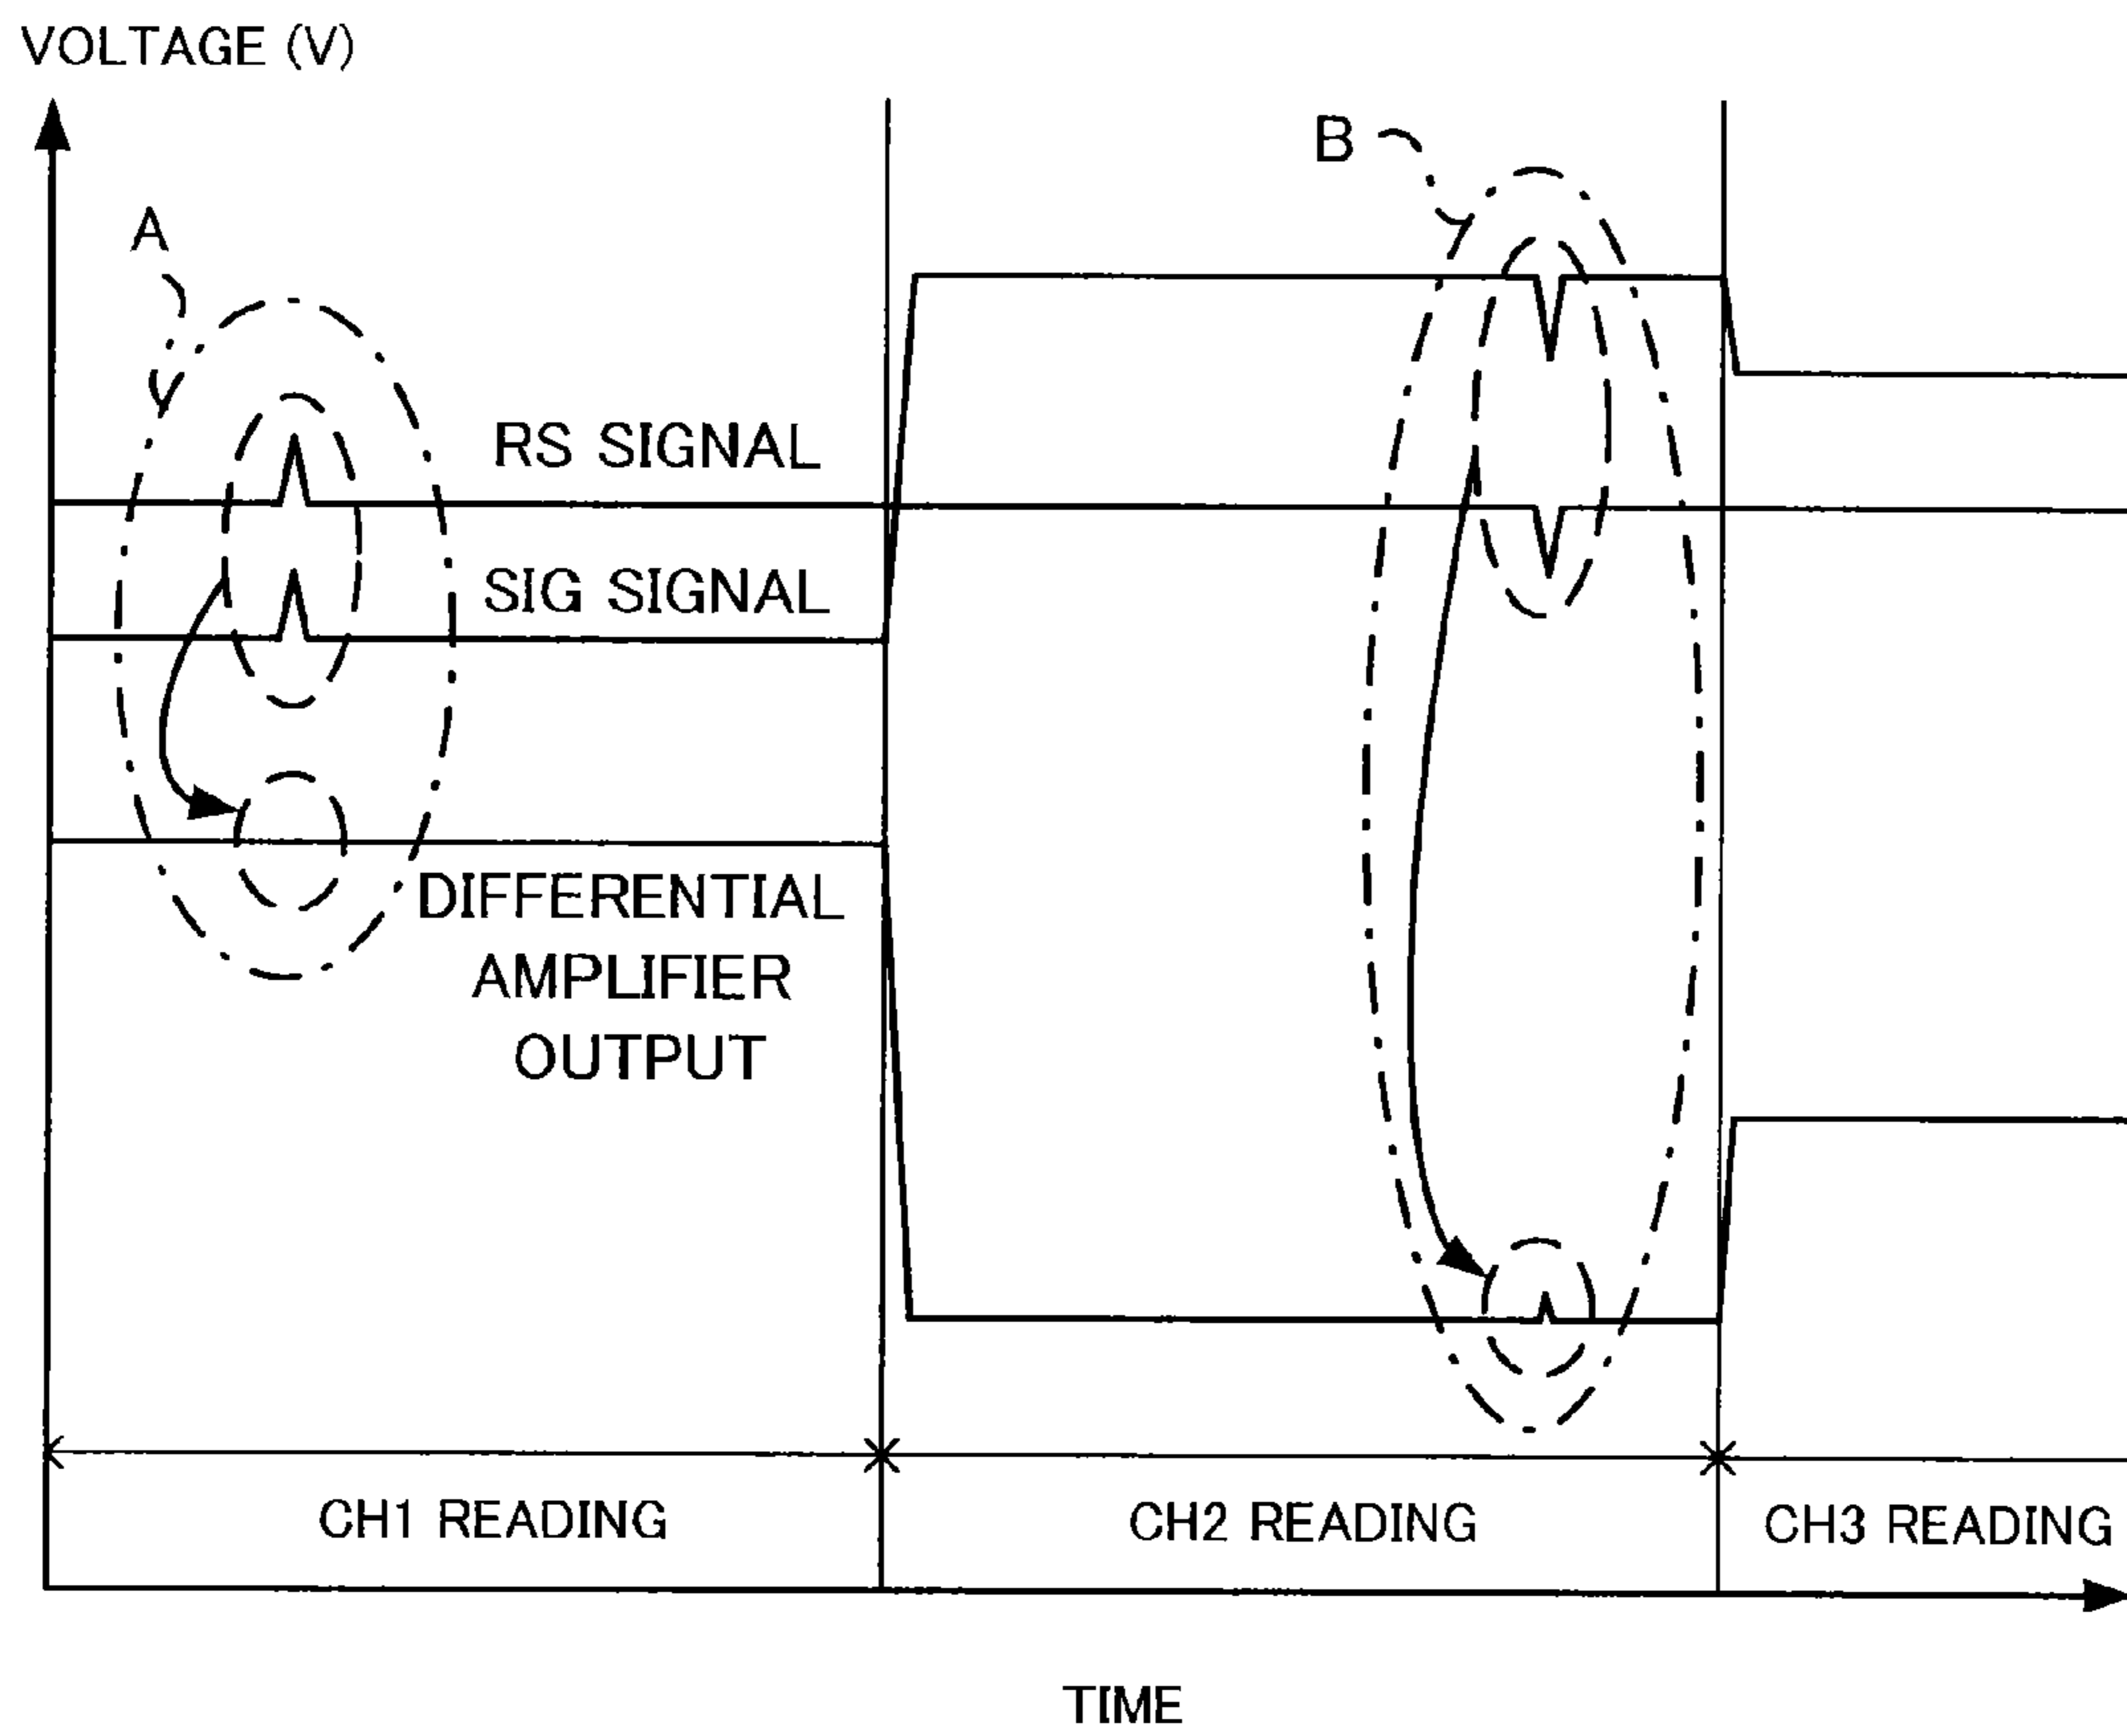 VOLTAGE (V)
B
A
RS SIGNAL
SIG SIGNAL
DIFFERENTIAL
AMPLIFIER
OUTPUT
CH1 READING
CH2 READING
CH3 READING
TIME